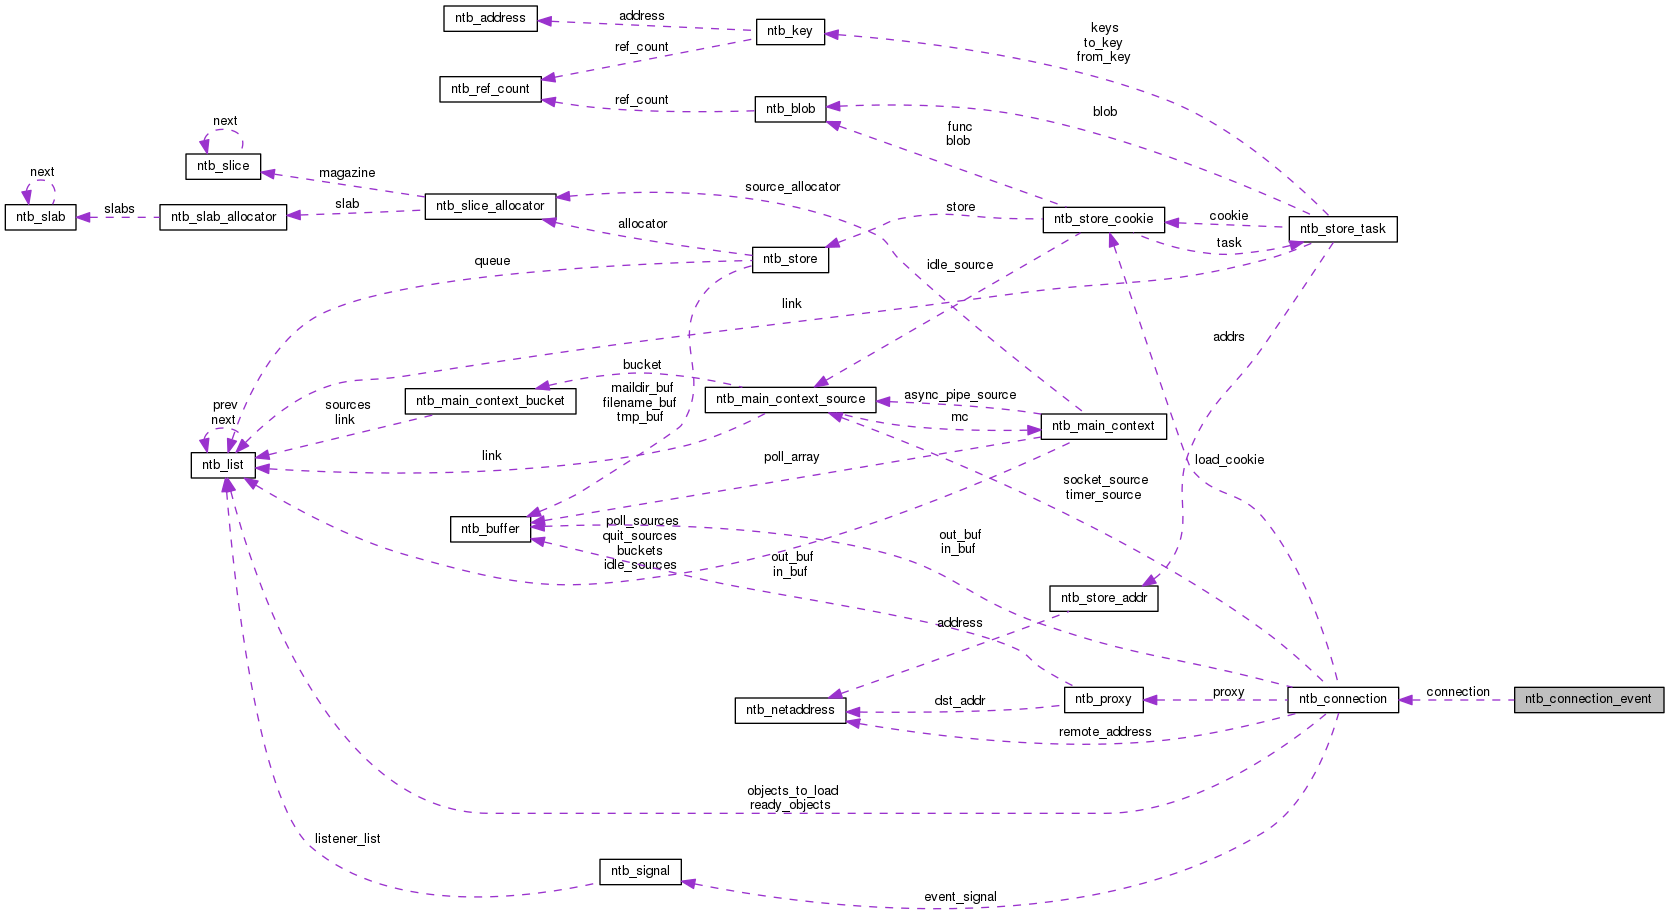 ntb_address
address
ntb_key
keys
to_key
from_key
ref_count
ntb_ref_count
ref_count
ntb_blob
blob
func
blob
next
ntb_slice
magazine
next
ntb_slab
slabs
ntb_slab_allocator
slab
ntb_slice_allocator
source_allocator
allocator
store
ntb_store_cookie
cookie
task
ntb_store_task
queue
ntb_store
idle_source
link
addrs
bucket
maildir_buf
filename_buf
tmp_buf
ntb_main_context_bucket
ntb_main_context_source
async_pipe_source
mc
ntb_main_context
prev
next
sources
link
ntb_list
link
poll_array
load_cookie
socket_source
timer_source
ntb_buffer
poll_sources
quit_sources
buckets
idle_sources
out_buf
in_buf
out_buf
in_buf
ntb_store_addr
address
ntb_netaddress
dst_addr
ntb_proxy
proxy
ntb_connection
connection
ntb_connection_event
remote_address
objects_to_load
ready_objects
listener_list
ntb_signal
event_signal